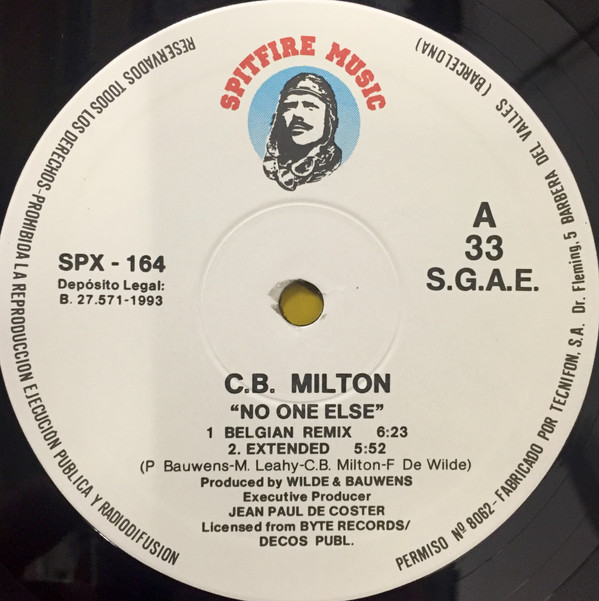 SPITFIRE MUSIC
A
33
S.G.A.E.
SPX - 164
Depósito Legal:
B. 27.571-1993
C.B. MILTON
“NO ONE ELSE”
1 BELGIAN REMIX 6:23
2. EXTENDED 5:52
(P Bauwens-M. Leahy-C.B. Milton-F De Wilde)
Produced by WILDE & BAUWENS
Executive Producer
JEAN PAUL DE COSTER
Licensed from BYTE RECORDS/
DECOS PUBL.
RESERVADOS TODOS LOS DERECHOS-PROHIBIDA LA REPRODUCCION EJECUCIÓN PUBLICA Y RADIODIFUSION
PERMISO Nº 8062-FABRICADO POR TECNIFON, S.A. Dr. Fleming, 5 BARBERA DEL VALLES (BARCELONA)